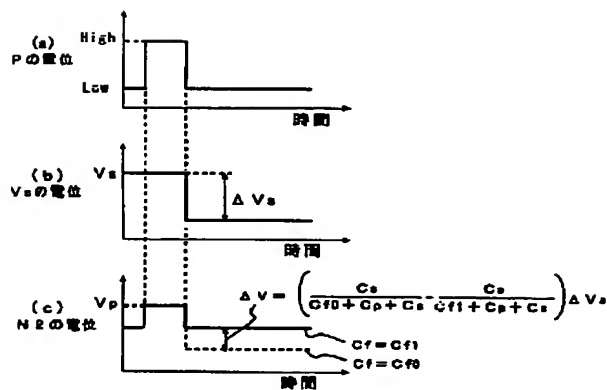 (a)
Pの電位
High
Low
時間
(b)
Vsの電位
Vs
ΔVs
時間
(c)
N2の電位
Vp
ΔV= (Cs/(Cf0+Cp+Cs) - Cs/(Cf1+Cp+Cs)) ΔVs
Cf=Cf1
Cf=Cf0
時間